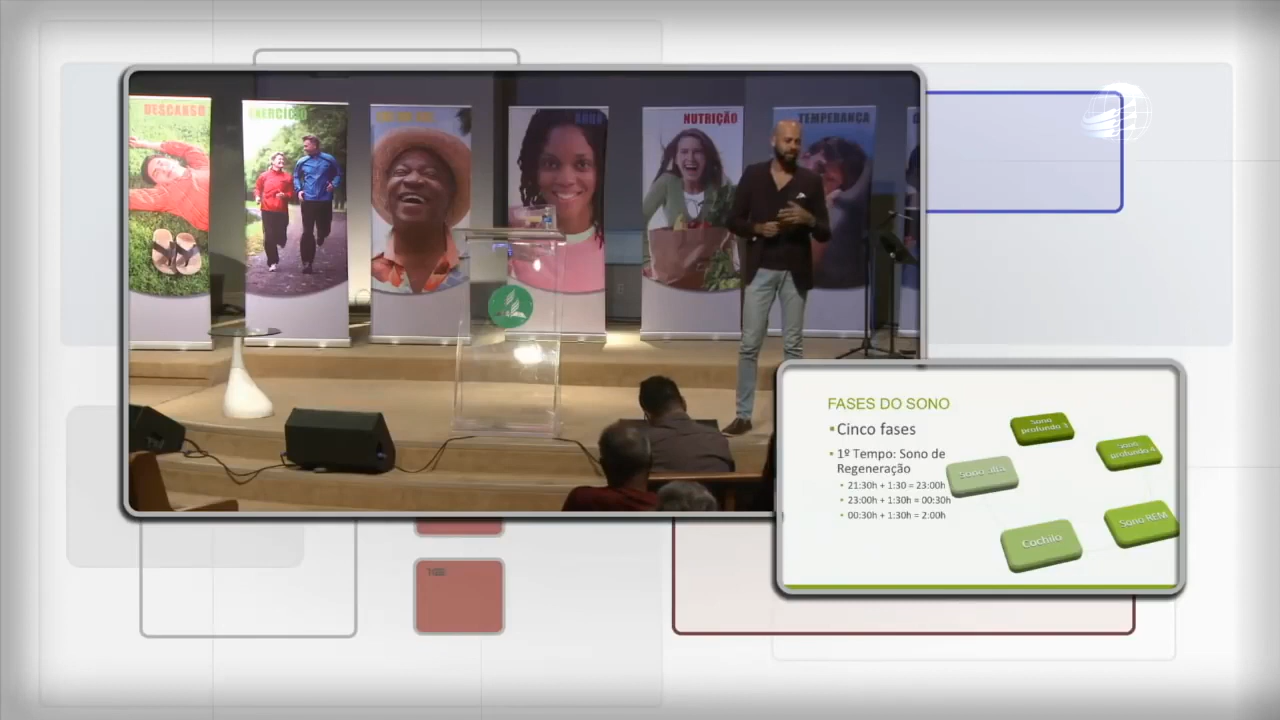 DESCANSO
EXERCÍCIO
NUTRIÇÃO
TEMPERANÇA
FASES DO SONO
Cinco fases
1º Tempo: Sono de
Regeneração
21:30h + 1:30 = 23:00h
23:00h + 1:30h = 00:30h
00:30h + 1:30h = 2:00h
Sono
profundo 3
Sono
profundo 4
Sono REM
Cochilo